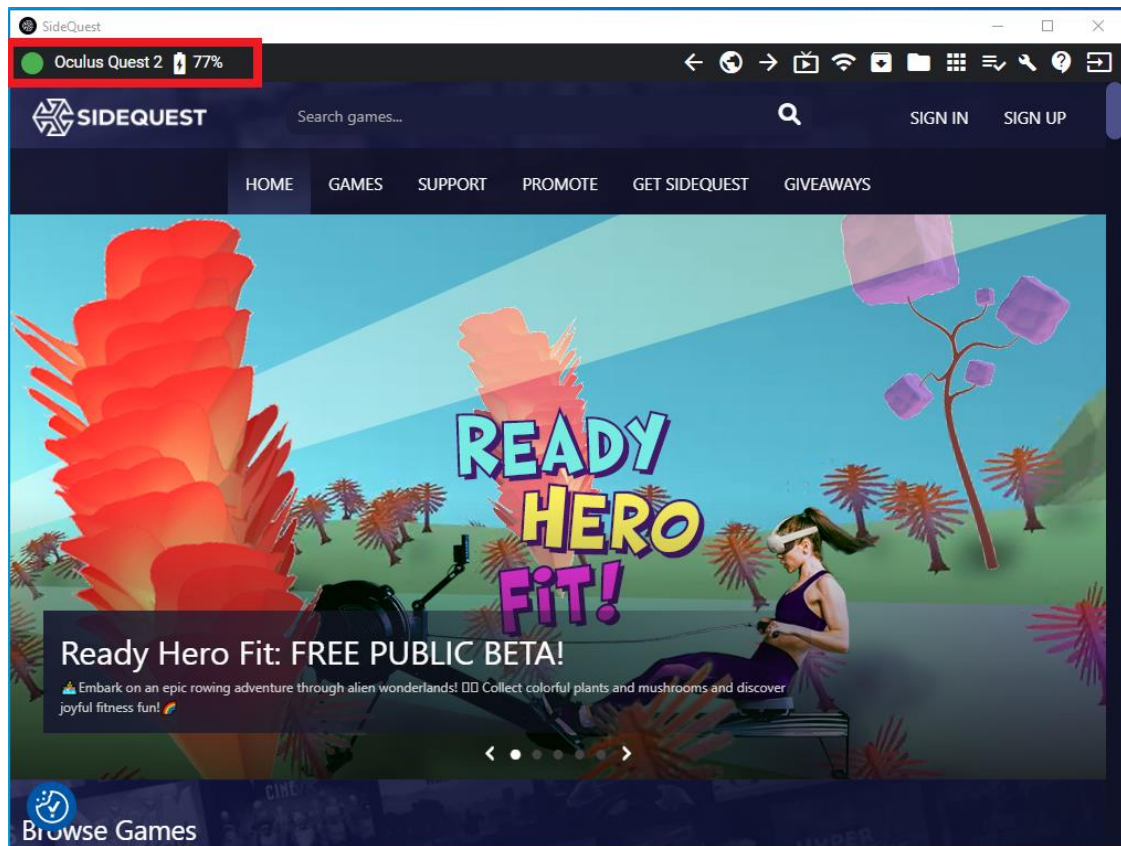 SideQuest
Oculus Quest 2 77%
SIDEQUEST
Search games...
SIGN IN SIGN UP
HOME GAMES SUPPORT PROMOTE GET SIDEQUEST GIVEAWAYS
READY
HERO
FiT!
Ready Hero Fit: FREE PUBLIC BETA!
Embark on an epic rowing adventure through alien wonderlands! Collect colorful plants and mushrooms and discover
joyful fitness fun!
Browse Games